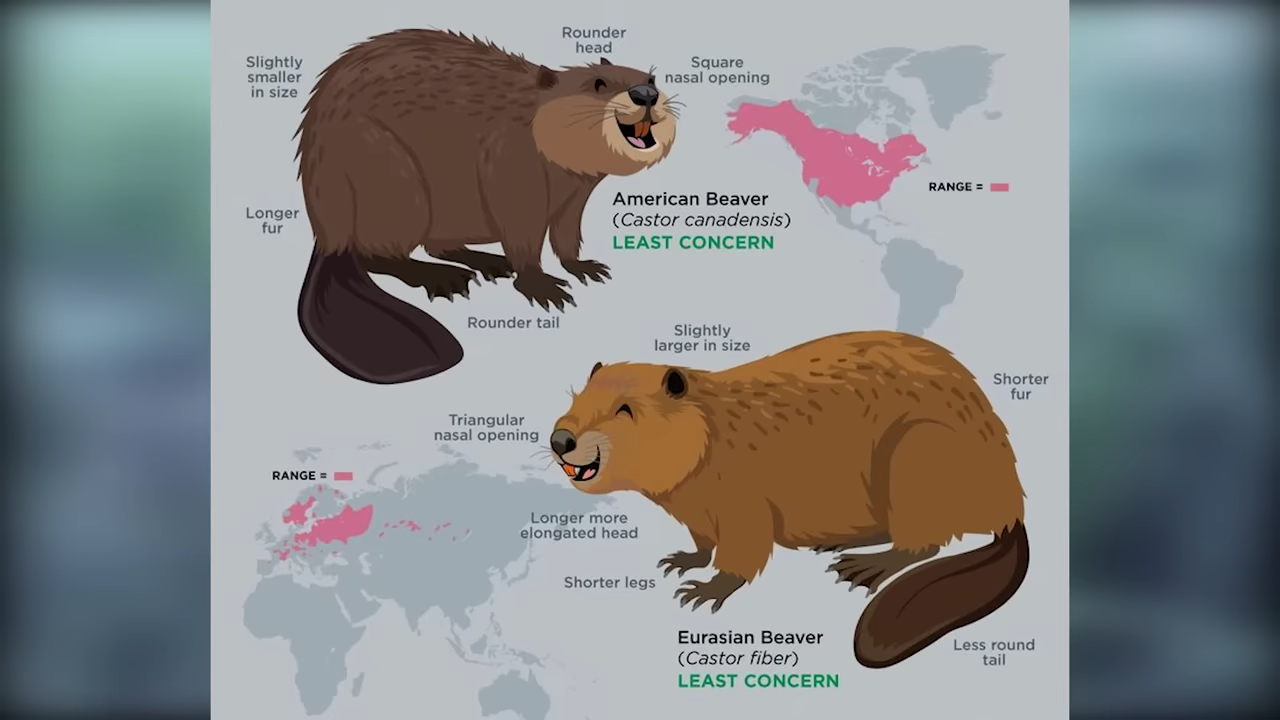 Rounder
head
Slightly
smaller
in size
Square
nasal opening
RANGE =
American Beaver
(Castor canadensis)
LEAST CONCERN
Longer
fur
Rounder tail
Slightly
larger in size
Shorter
fur
Triangular
nasal opening
RANGE =
Longer more
elongated head
Shorter legs
Eurasian Beaver
(Castor fiber)
LEAST CONCERN
Less round
tail